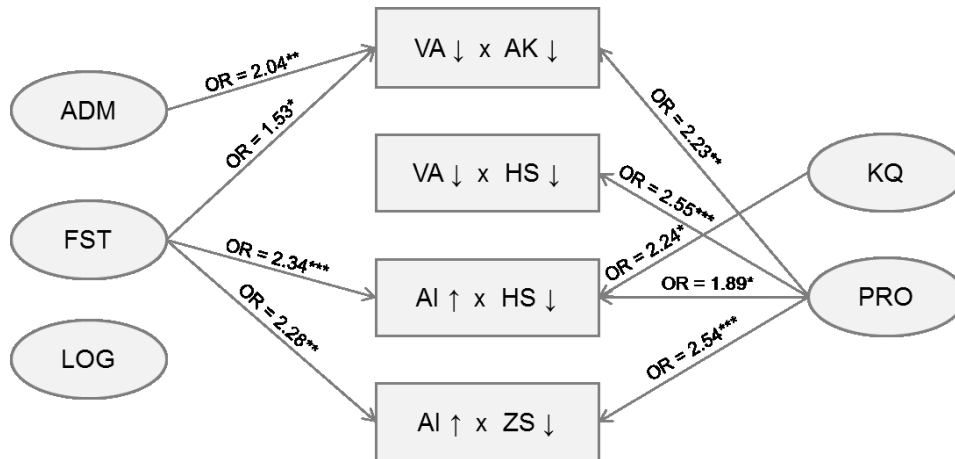 VA ↓ x AK ↓
ADM
OR = 2.04**
OR = 1.53*
OR = 2.23**
VA ↓ x HS ↓
KQ
OR = 2.55***
FST
OR = 2.34***
OR = 2.24*
AI ↑ x HS ↓
OR = 1.89*
PRO
OR = 2.28**
OR = 2.54***
LOG
AI ↑ x ZS ↓